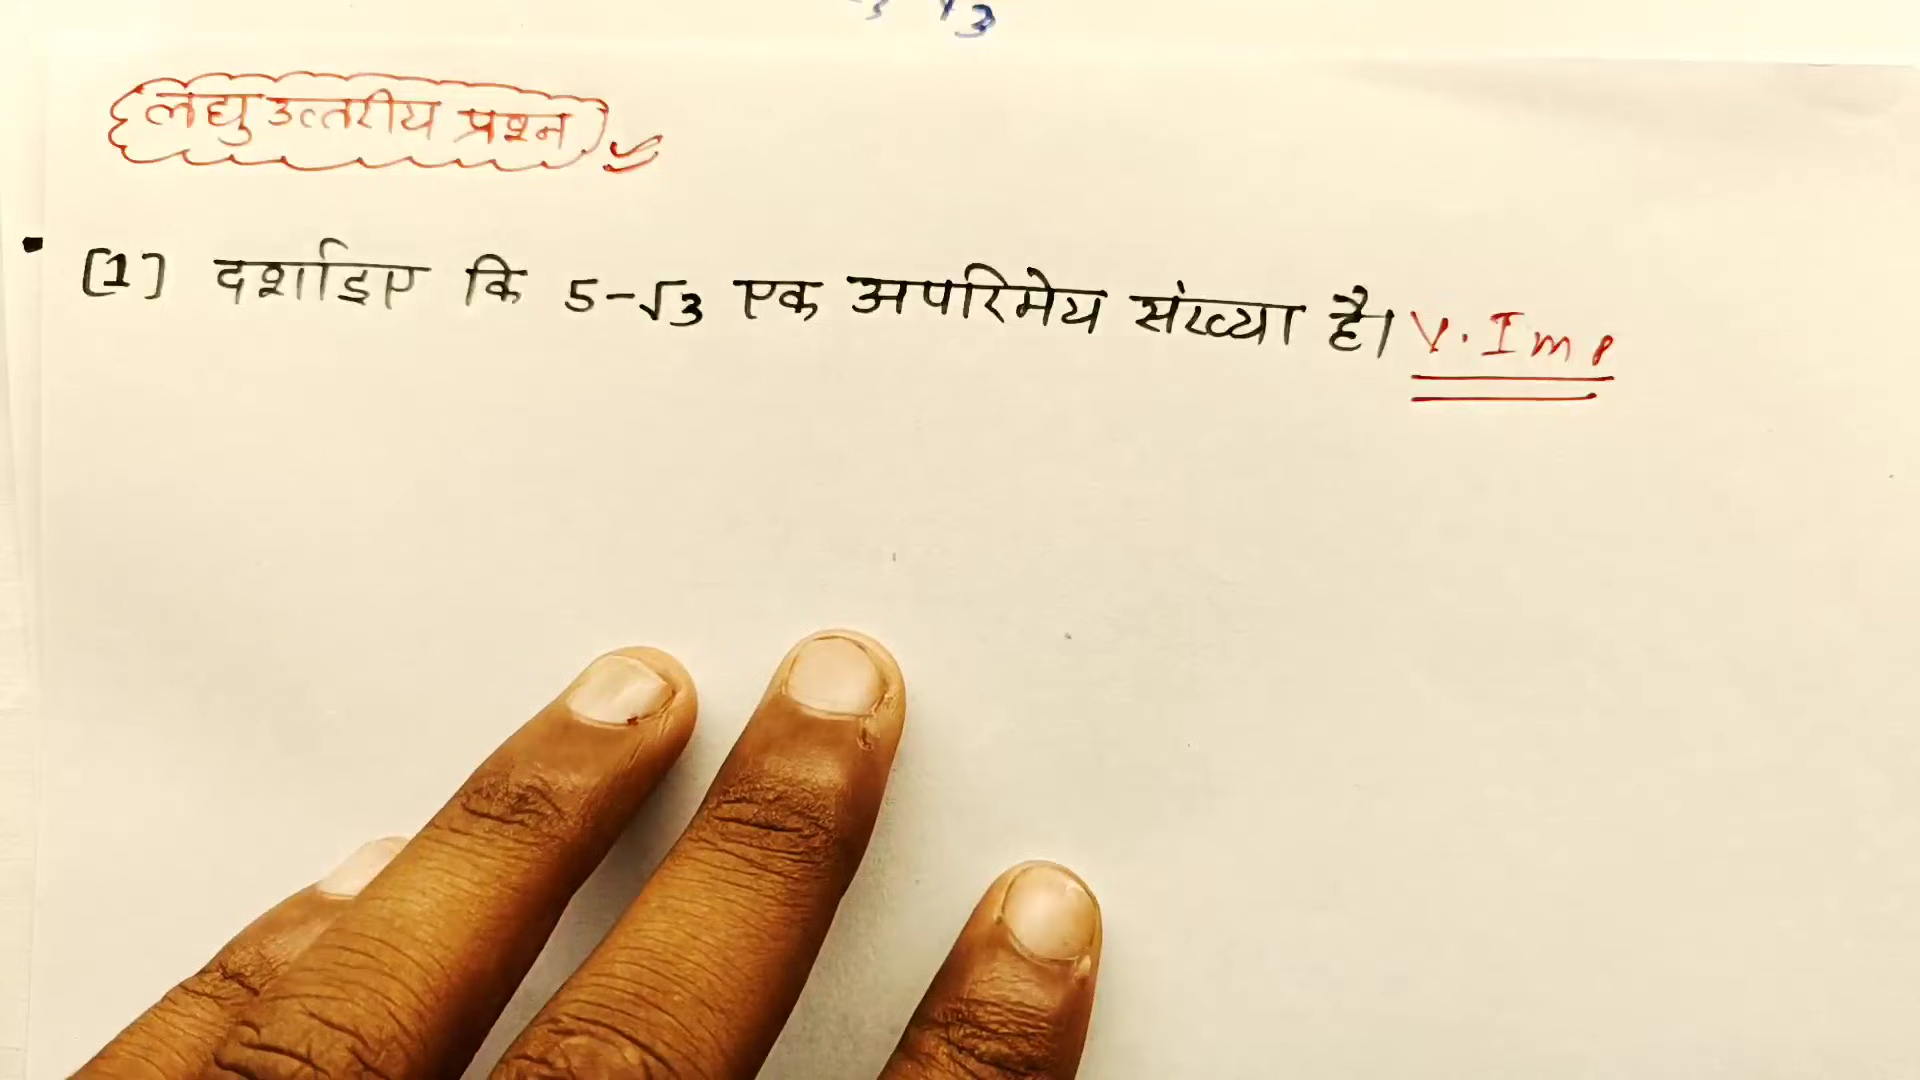 लघु उत्तरीय प्रश्न
[1] दर्शाइए कि 5-√3 एक अपरिमेय संख्या है। V. Imp